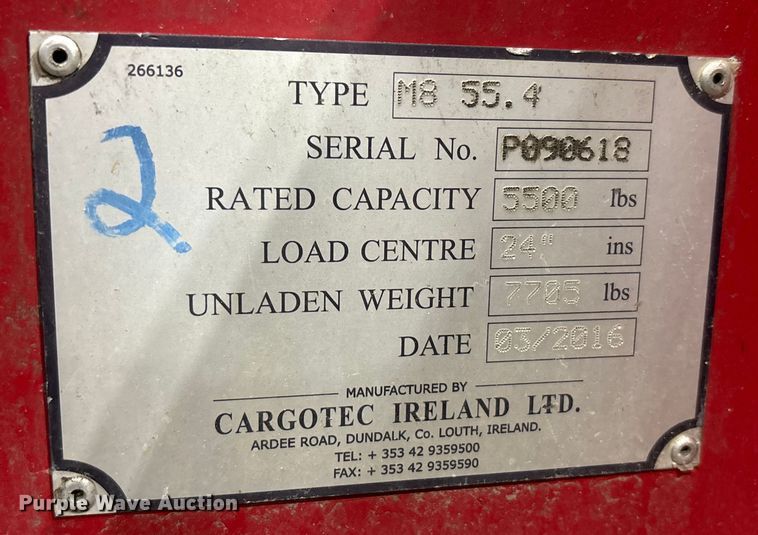 266136
TYPE M8 55.4
2
SERIAL No. P090618
RATED CAPACITY 5500 lbs
LOAD CENTRE 24" ins
UNLADEN WEIGHT 7705 lbs
DATE 03/2016
MANUFACTURED BY
CARGOTEC IRELAND LTD.
ARDEE ROAD, DUNDALK, Co. LOUTH, IRELAND.
TEL: + 353 42 9359500
FAX: + 353 42 9359590
Purple Wave Auction